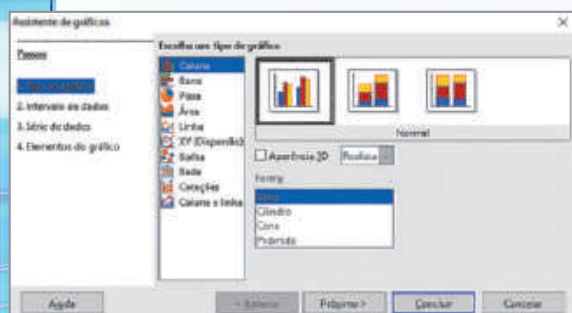 Assistente de gráficos
Passos
1. Tipo de gráfico
2. Intervalo de dados
3. Série de dados
4. Elementos do gráfico
Escolha um tipo de gráfico
Coluna
Barra
Pizza
Área
Linha
XY (Dispersão)
Bolha
Rede
Cotações
Coluna e linha
Normal
Aparência 3D
Realista
Forma
Cilindro
Cone
Pirâmide
Ajuda
< Anterior
Próximo >
Concluir
Cancelar